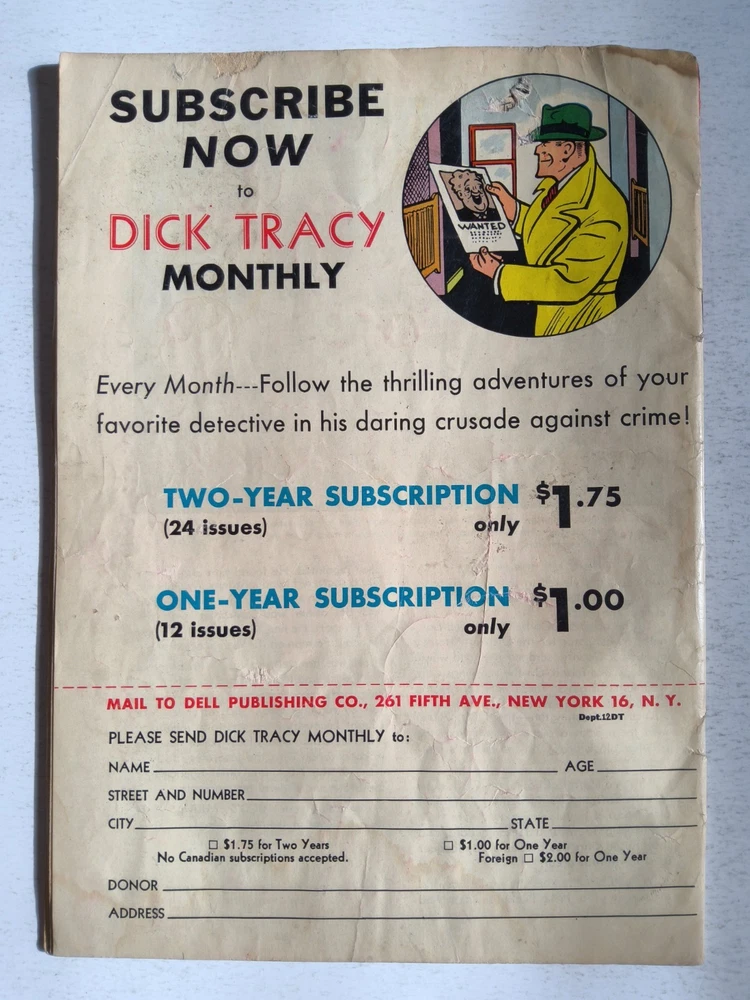 SUBSCRIBE
NOW
to
DICK TRACY
MONTHLY
WANTED
Every Month---Follow the thrilling adventures of your
favorite detective in his daring crusade against crime!
TWO-YEAR SUBSCRIPTION $1.75
(24 issues) only
ONE-YEAR SUBSCRIPTION $1.00
(12 issues) only
MAIL TO DELL PUBLISHING CO., 261 FIFTH AVE., NEW YORK 16, N. Y.
Dept.12DT
PLEASE SEND DICK TRACY MONTHLY to:
NAME AGE
STREET AND NUMBER
CITY STATE
☐ $1.75 for Two Years ☐ $1.00 for One Year
No Canadian subscriptions accepted. Foreign ☐ $2.00 for One Year
DONOR
ADDRESS